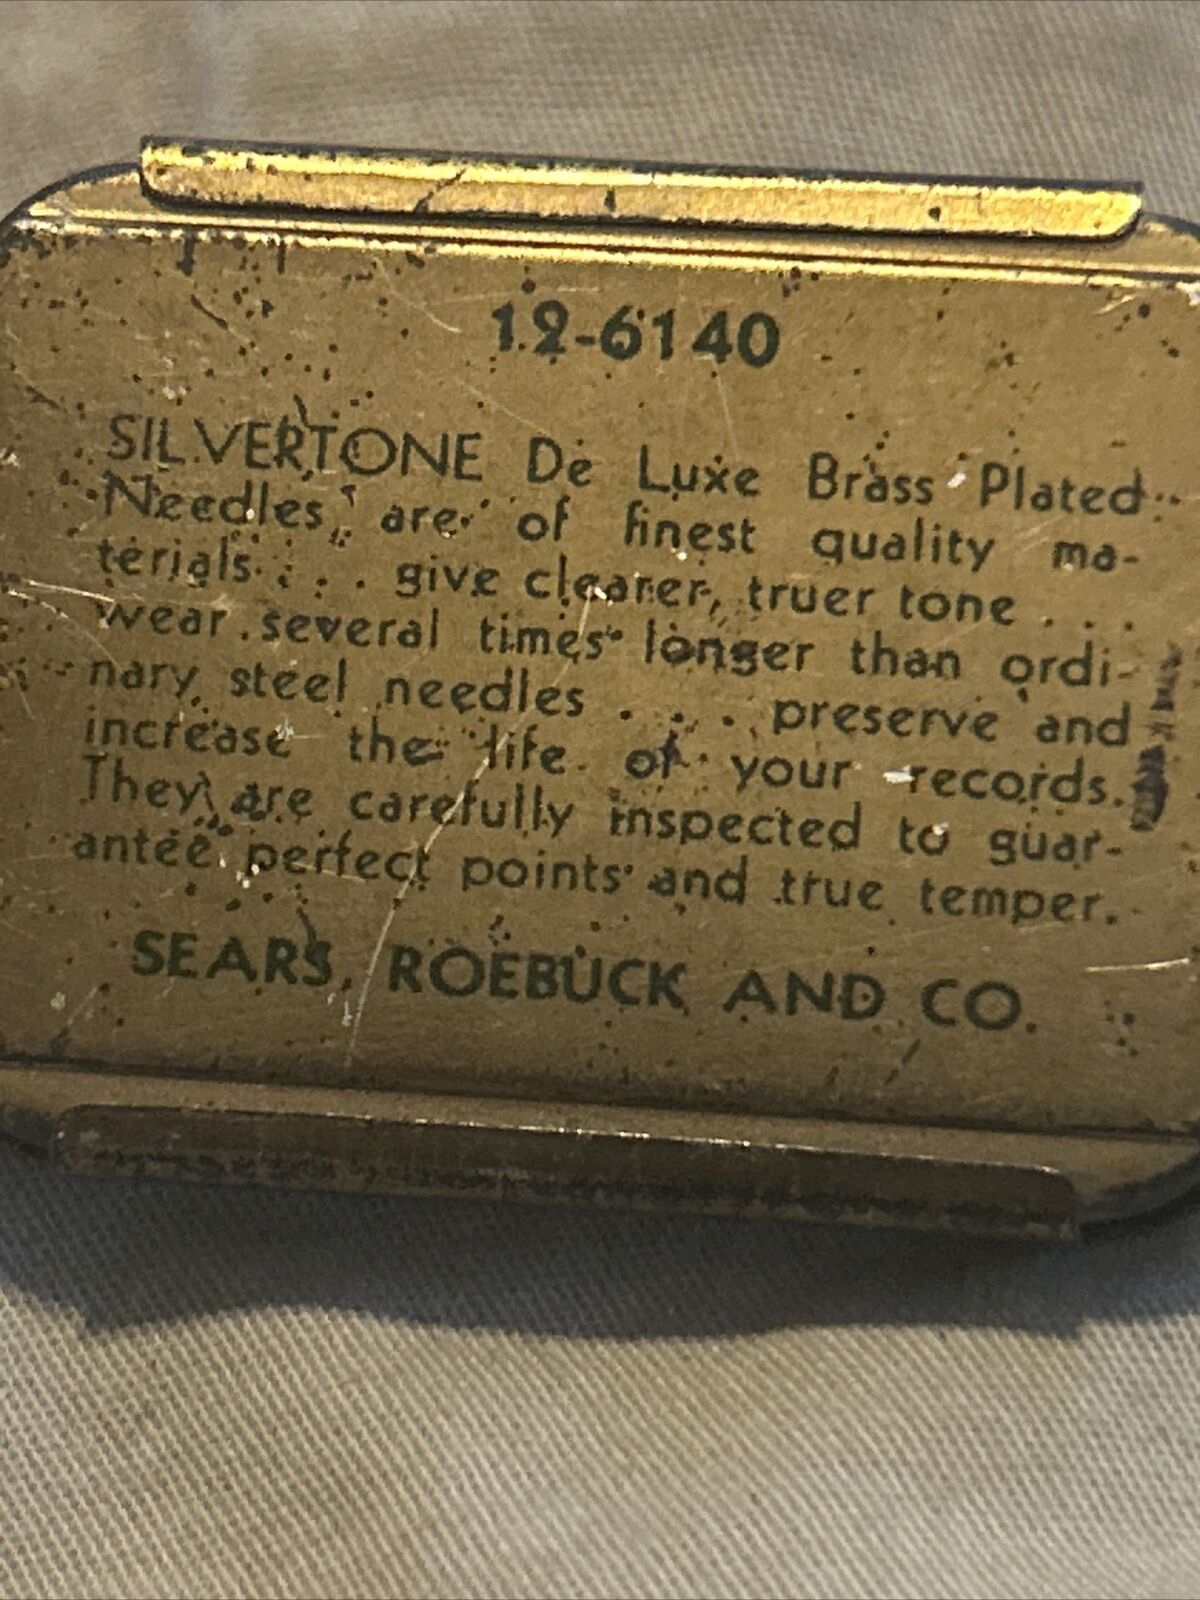 12-6140
SILVERTONE De Luxe Brass Plated
Needles are of finest quality ma-
terials . . . give clearer, truer tone . . .
wear several times longer than ordi-
nary steel needles . . . preserve and
increase the life of your records.
They are carefully inspected to guar-
antee perfect points and true temper.
SEARS, ROEBUCK AND CO.